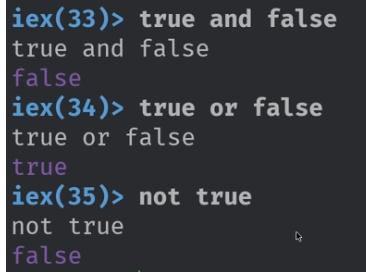 iex(33)> true and false
true and false
false
iex(34)> true or false
true or false
true
iex(35)> not true
not true
false